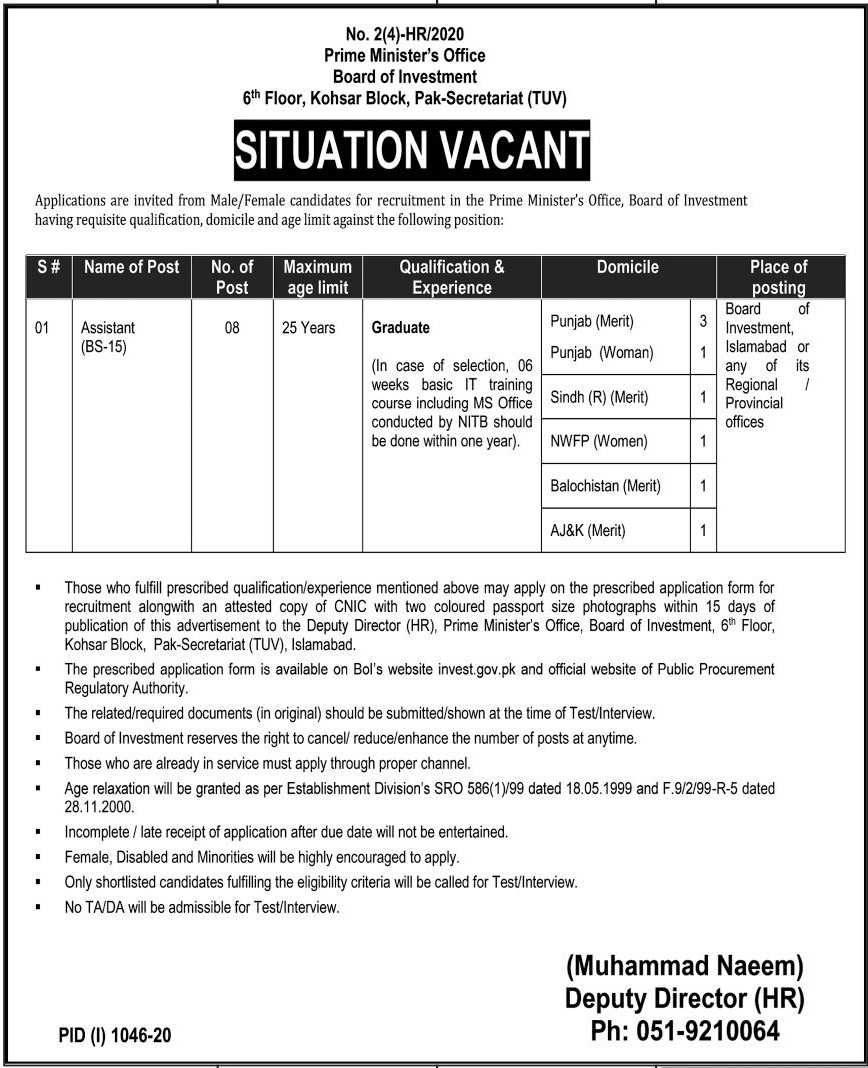 No. 2(4)-HR/2020
Prime Minister's Office
Board of Investment
6th Floor, Kohsar Block, Pak-Secretariat (TUV)
SITUATION VACANT
Applications are invited from Male/Female candidates for recruitment in the Prime Minister's Office, Board of Investment
having requisite qualification, domicile and age limit against the following position:
S # Name of Post No. of Post Maximum age limit Qualification & Experience Domicile Place of posting
01 Assistant (BS-15) 08 25 Years
Graduate
(In case of selection, 06
weeks basic IT training
course including MS Office
conducted by NITB should
be done within one year).
Punjab (Merit) 3
Punjab (Woman) 1
Sindh (R) (Merit) 1
NWFP (Women) 1
Balochistan (Merit) 1
AJ&K (Merit) 1
Board of
Investment,
Islamabad or
any of its
Regional /
Provincial
offices
▪ Those who fulfill prescribed qualification/experience mentioned above may apply on the prescribed application form for
recruitment alongwith an attested copy of CNIC with two coloured passport size photographs within 15 days of
publication of this advertisement to the Deputy Director (HR), Prime Minister's Office, Board of Investment, 6th Floor,
Kohsar Block, Pak-Secretariat (TUV), Islamabad.
▪ The prescribed application form is available on BoI's website invest.gov.pk and official website of Public Procurement
Regulatory Authority.
▪ The related/required documents (in original) should be submitted/shown at the time of Test/Interview.
▪ Board of Investment reserves the right to cancel/ reduce/enhance the number of posts at anytime.
▪ Those who are already in service must apply through proper channel.
▪ Age relaxation will be granted as per Establishment Division's SRO 586(1)/99 dated 18.05.1999 and F.9/2/99-R-5 dated
28.11.2000.
▪ Incomplete / late receipt of application after due date will not be entertained.
▪ Female, Disabled and Minorities will be highly encouraged to apply.
▪ Only shortlisted candidates fulfilling the eligibility criteria will be called for Test/Interview.
▪ No TA/DA will be admissible for Test/Interview.
(Muhammad Naeem)
Deputy Director (HR)
Ph: 051-9210064
PID (I) 1046-20